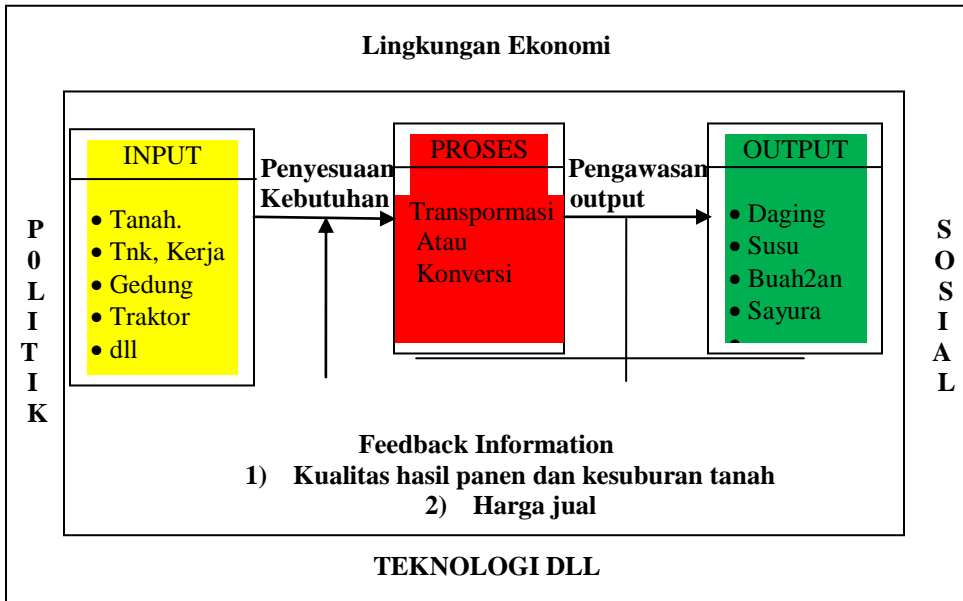 Lingkungan Ekonomi
INPUT
• Tanah.
• Tnk, Kerja
• Gedung
• Traktor
• dll
Penyesuaan
Kebutuhan
PROSES
Transpormasi
Atau
Konversi
Pengawasan
output
OUTPUT
• Daging
• Susu
• Buah2an
• Sayura
P
0
L
I
T
I
K
S
O
S
I
A
L
Feedback Information
1) Kualitas hasil panen dan kesuburan tanah
2) Harga jual
TEKNOLOGI DLL